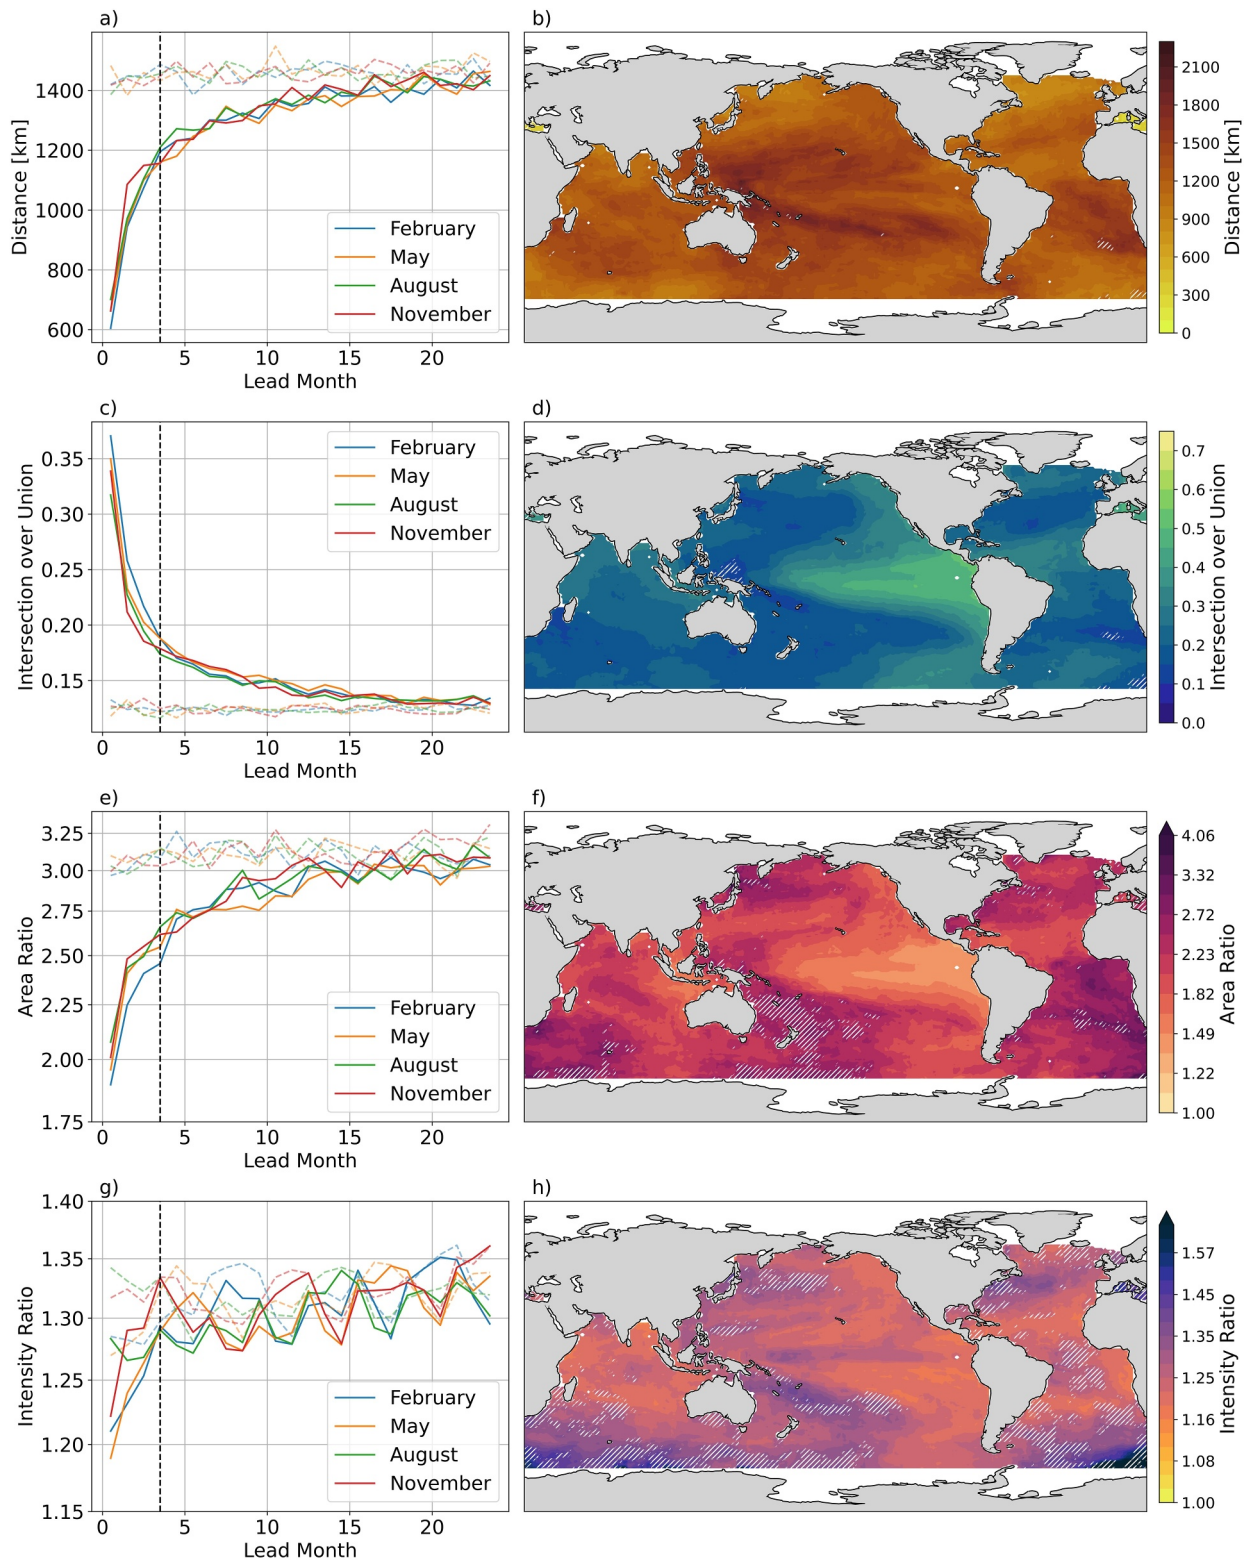 a)
1400
1200
1000
800
600
Distance [km]
0 5 10 15 20
Lead Month
February
May
August
November
b)
2100
1800
1500
1200
900
600
300
0
Distance [km]
c)
0.35
0.30
0.25
0.20
0.15
Intersection over Union
0 5 10 15 20
Lead Month
February
May
August
November
d)
0.7
0.6
0.5
0.4
0.3
0.2
0.1
0.0
Intersection over Union
e)
3.25
3.00
2.75
2.50
2.25
2.00
1.75
Area Ratio
0 5 10 15 20
Lead Month
February
May
August
November
f)
4.06
3.32
2.72
2.23
1.82
1.49
1.22
1.00
Area Ratio
g)
1.40
1.35
1.30
1.25
1.20
1.15
Intensity Ratio
0 5 10 15 20
Lead Month
February
May
August
November
h)
1.57
1.45
1.35
1.25
1.16
1.08
1.00
Intensity Ratio